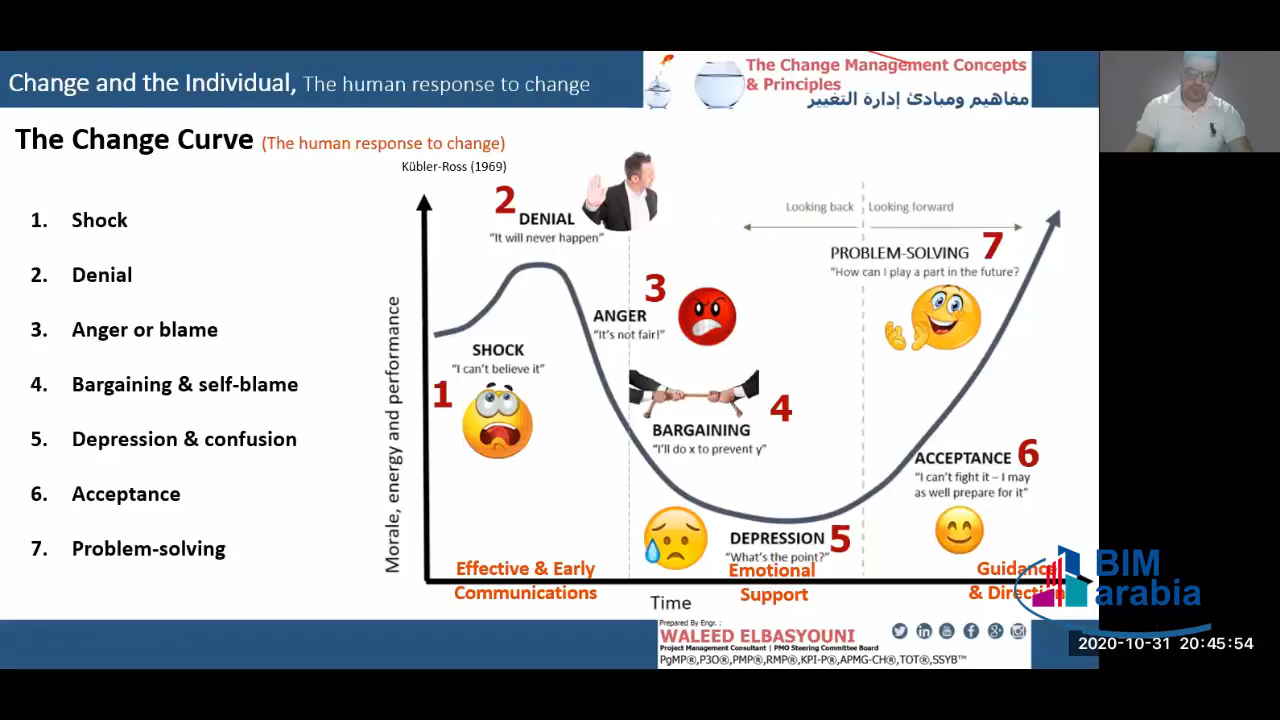 Change and the Individual, The human response to change
The Change Management Concepts
& Principles
مفاهيم ومبادئ إدارة التغيير
The Change Curve (The human response to change)
Kübler-Ross (1969)
1. Shock
2. Denial
3. Anger or blame
4. Bargaining & self-blame
5. Depression & confusion
6. Acceptance
7. Problem-solving
Morale, energy and performance
2
DENIAL
"It will never happen"
Looking back
Looking forward
PROBLEM-SOLVING 7
"How can I play a part in the future?
3
ANGER
"It's not fair!"
SHOCK
"I can't believe it"
1
4
BARGAINING
"I'll do x to prevent y"
ACCEPTANCE 6
"I can't fight it – I may
as well prepare for it"
DEPRESSION 5
"What's the point?"
Effective & Early
Communications
Emotional
Support
Guidance
& Direction
Time
BIM
arabia
Prepared By Engr. :
WALEED ELBASYOUNI
Project Management Consultant | PMO Steering Committee Board
PgMP®,P3O®,PMP®,RMP®,KPI-P®,APMG-CH®,TOT®,SSYB™
2020-10-31 20:45:54